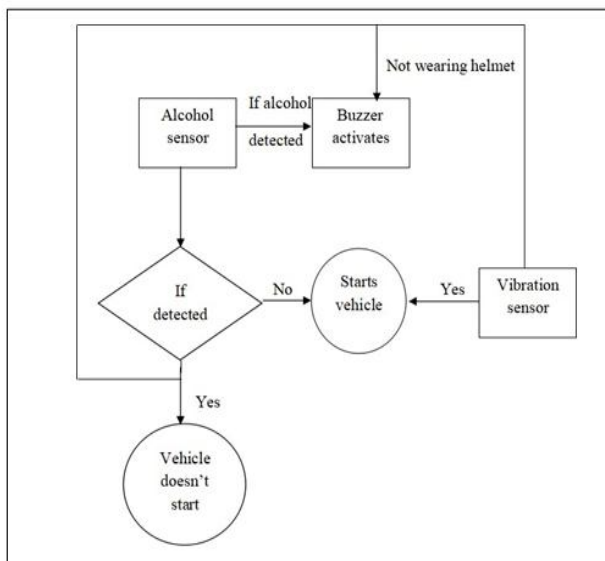 Not wearing helmet
Alcohol
sensor
If alcohol
detected
Buzzer
activates
If
detected
No
Starts
vehicle
Yes
Vibration
sensor
Yes
Vehicle
doesn’t
start